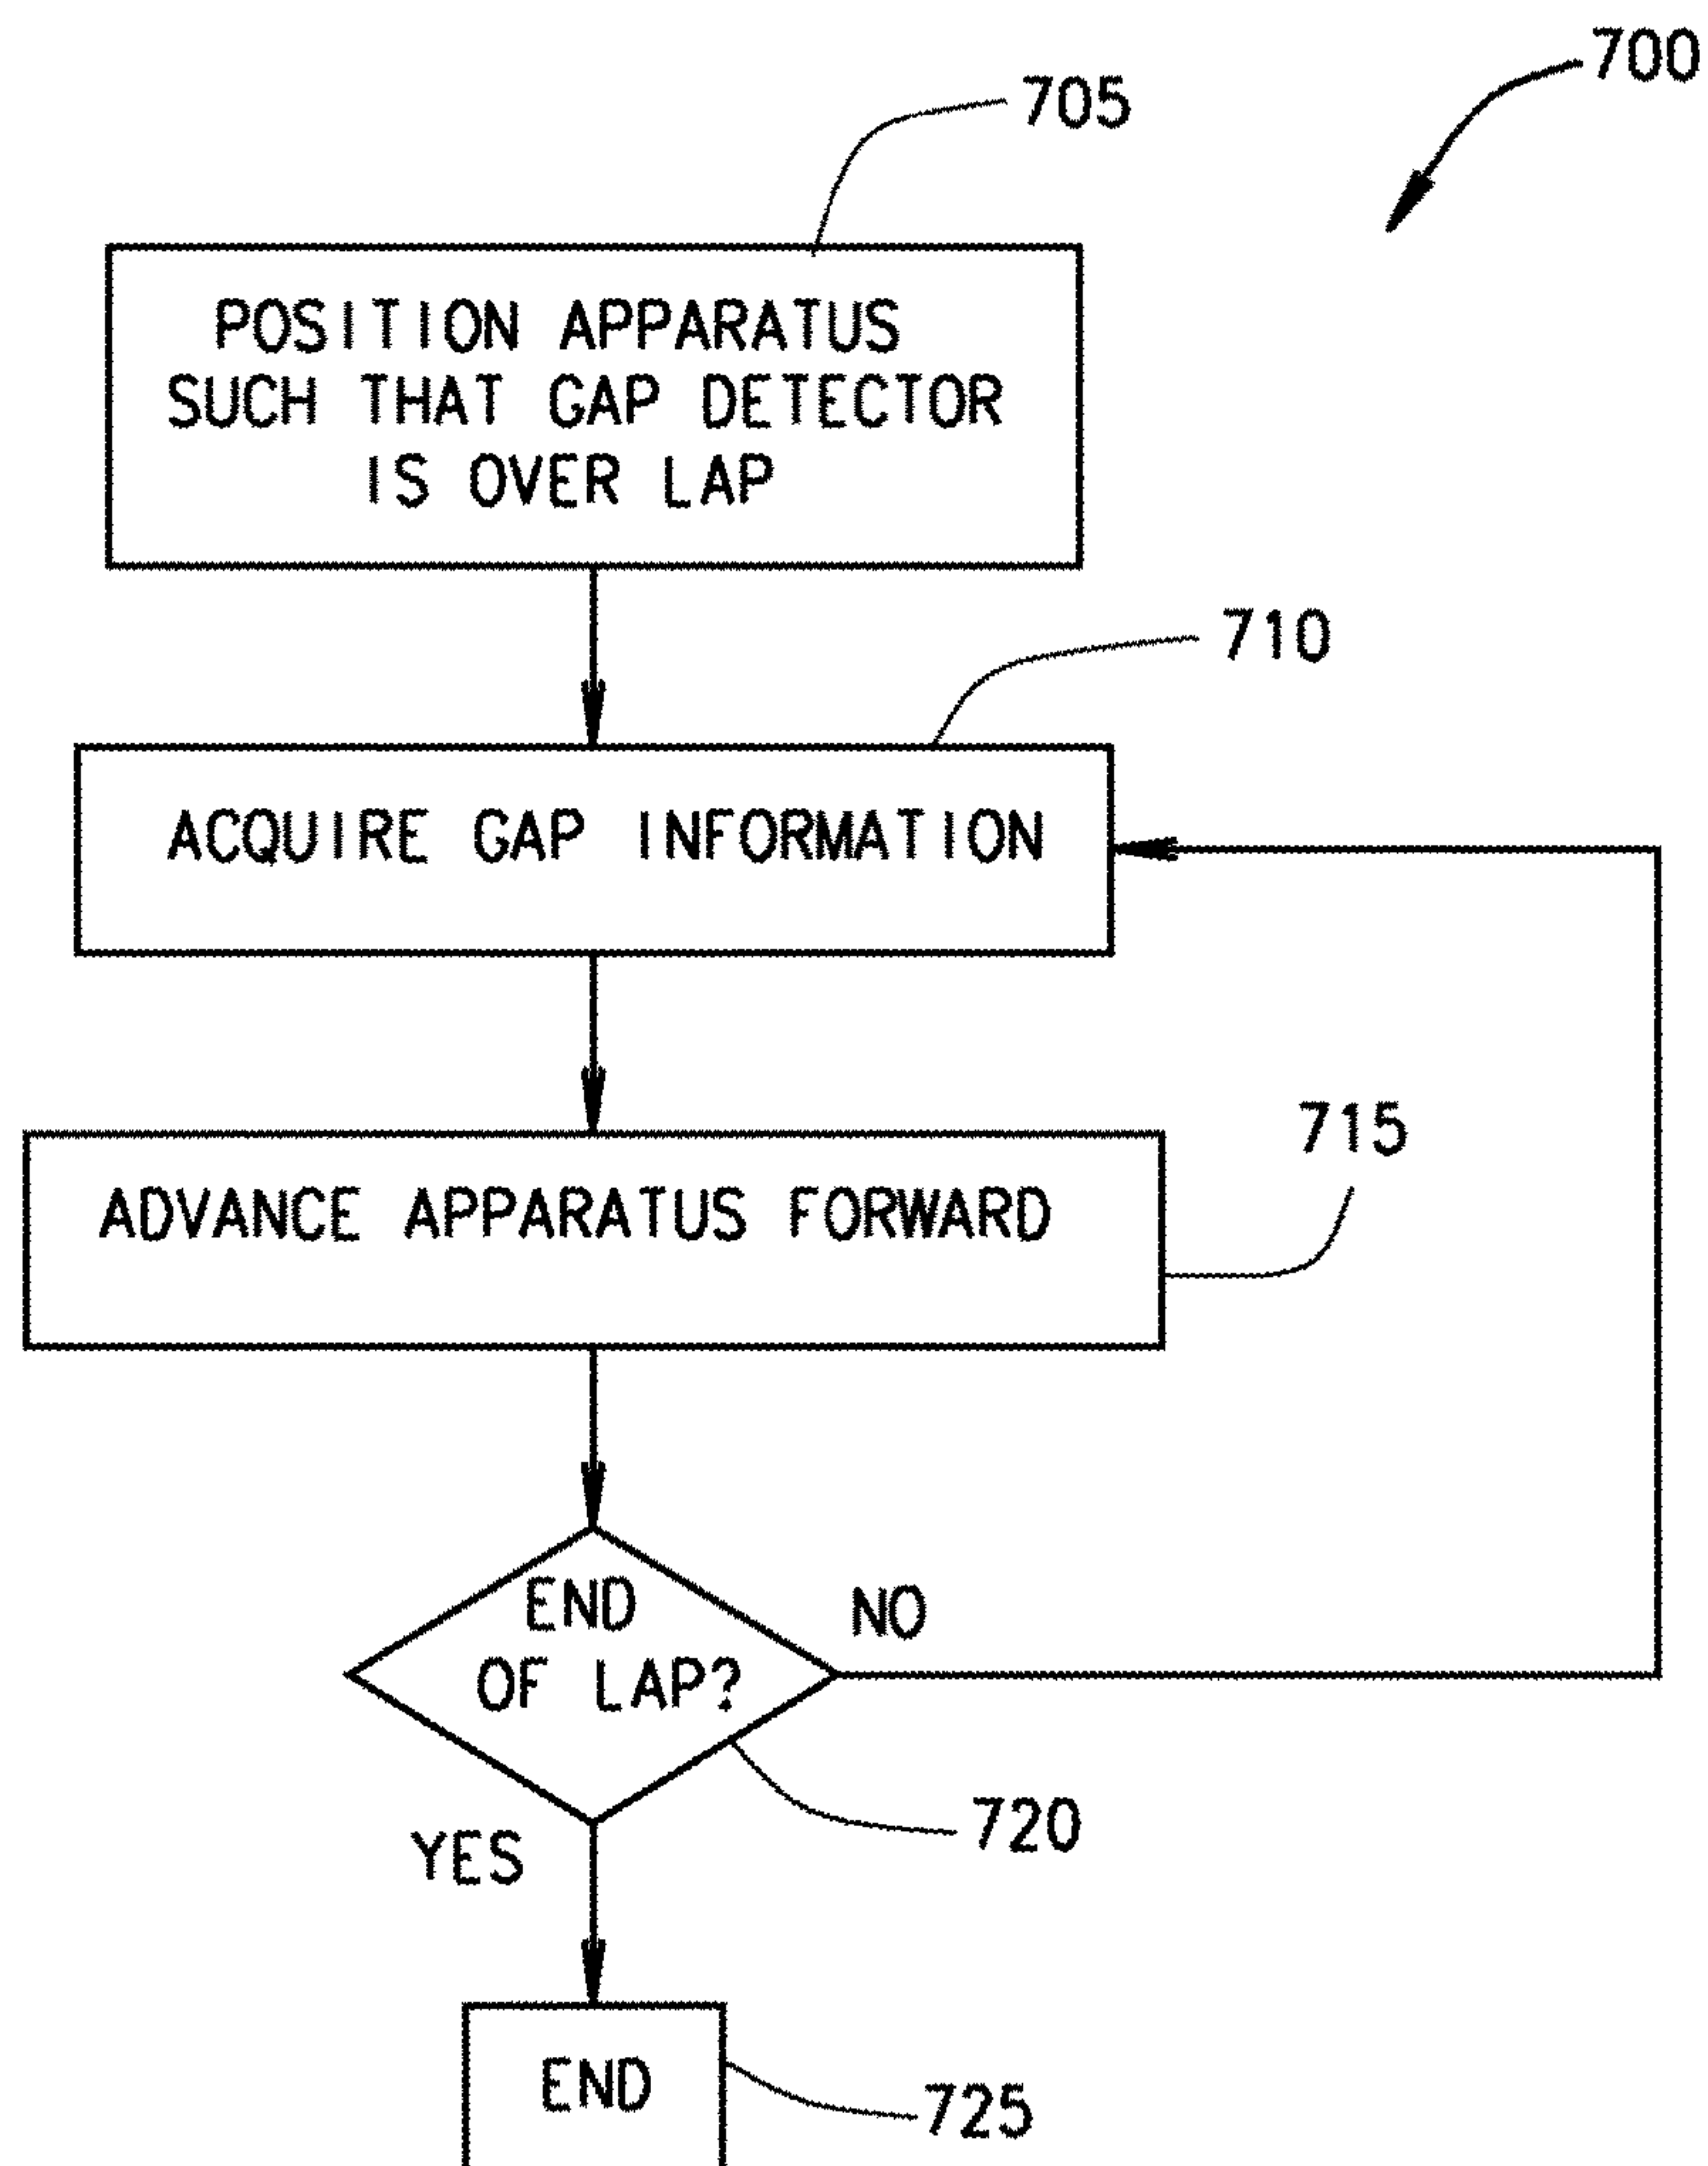 700
705
POSITION APPARATUS
SUCH THAT GAP DETECTOR
IS OVER LAP
710
ACQUIRE GAP INFORMATION
715
ADVANCE APPARATUS FORWARD
END
OF LAP?
NO
720
YES
END
725